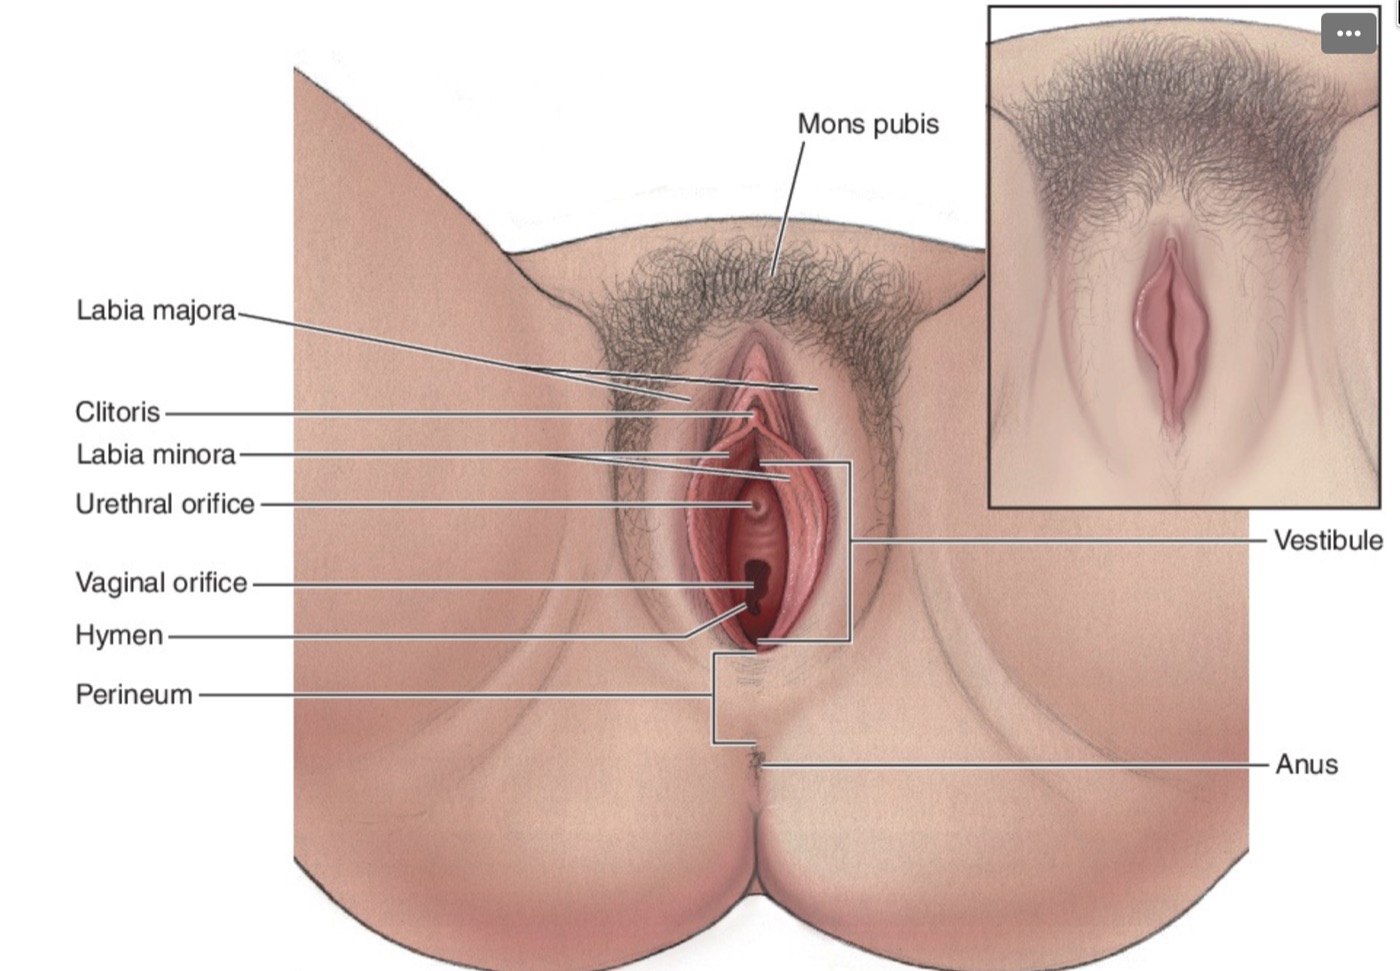 Mons pubis
Labia majora
Clitoris
Labia minora
Urethral orifice
Vestibule
Vaginal orifice
Hymen
Perineum
Anus